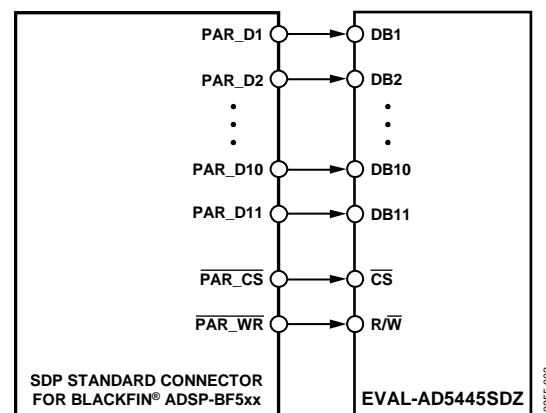 PAR_D1 DB1
PAR_D2 DB2
PAR_D10 DB10
PAR_D11 DB11
PAR_CS CS
PAR_WR R/W
SDP STANDARD CONNECTOR
FOR BLACKFIN® ADSP-BF5xx
EVAL-AD5445SDZ